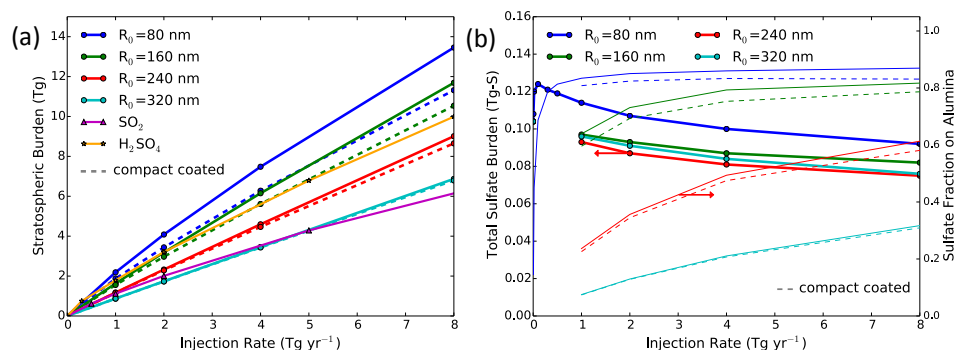 (a)
R₀=80 nm
R₀=160 nm
R₀=240 nm
R₀=320 nm
SO₂
H₂SO₄
compact coated
Stratospheric Burden (Tg)
16
14
12
10
8
6
4
2
0
0 1 2 3 4 5 6 7 8
Injection Rate (Tg yr⁻¹)
(b)
R₀=80 nm R₀=240 nm
R₀=160 nm R₀=320 nm
Total Sulfate Burden (Tg-S)
0.16
0.14
0.12
0.10
0.08
0.06
0.04
0.02
0.00
0 1 2 3 4 5 6 7 8
Injection Rate (Tg yr⁻¹)
compact coated
1.0
0.8
0.6
0.4
0.2
0.0
Sulfate Fraction on Alumina